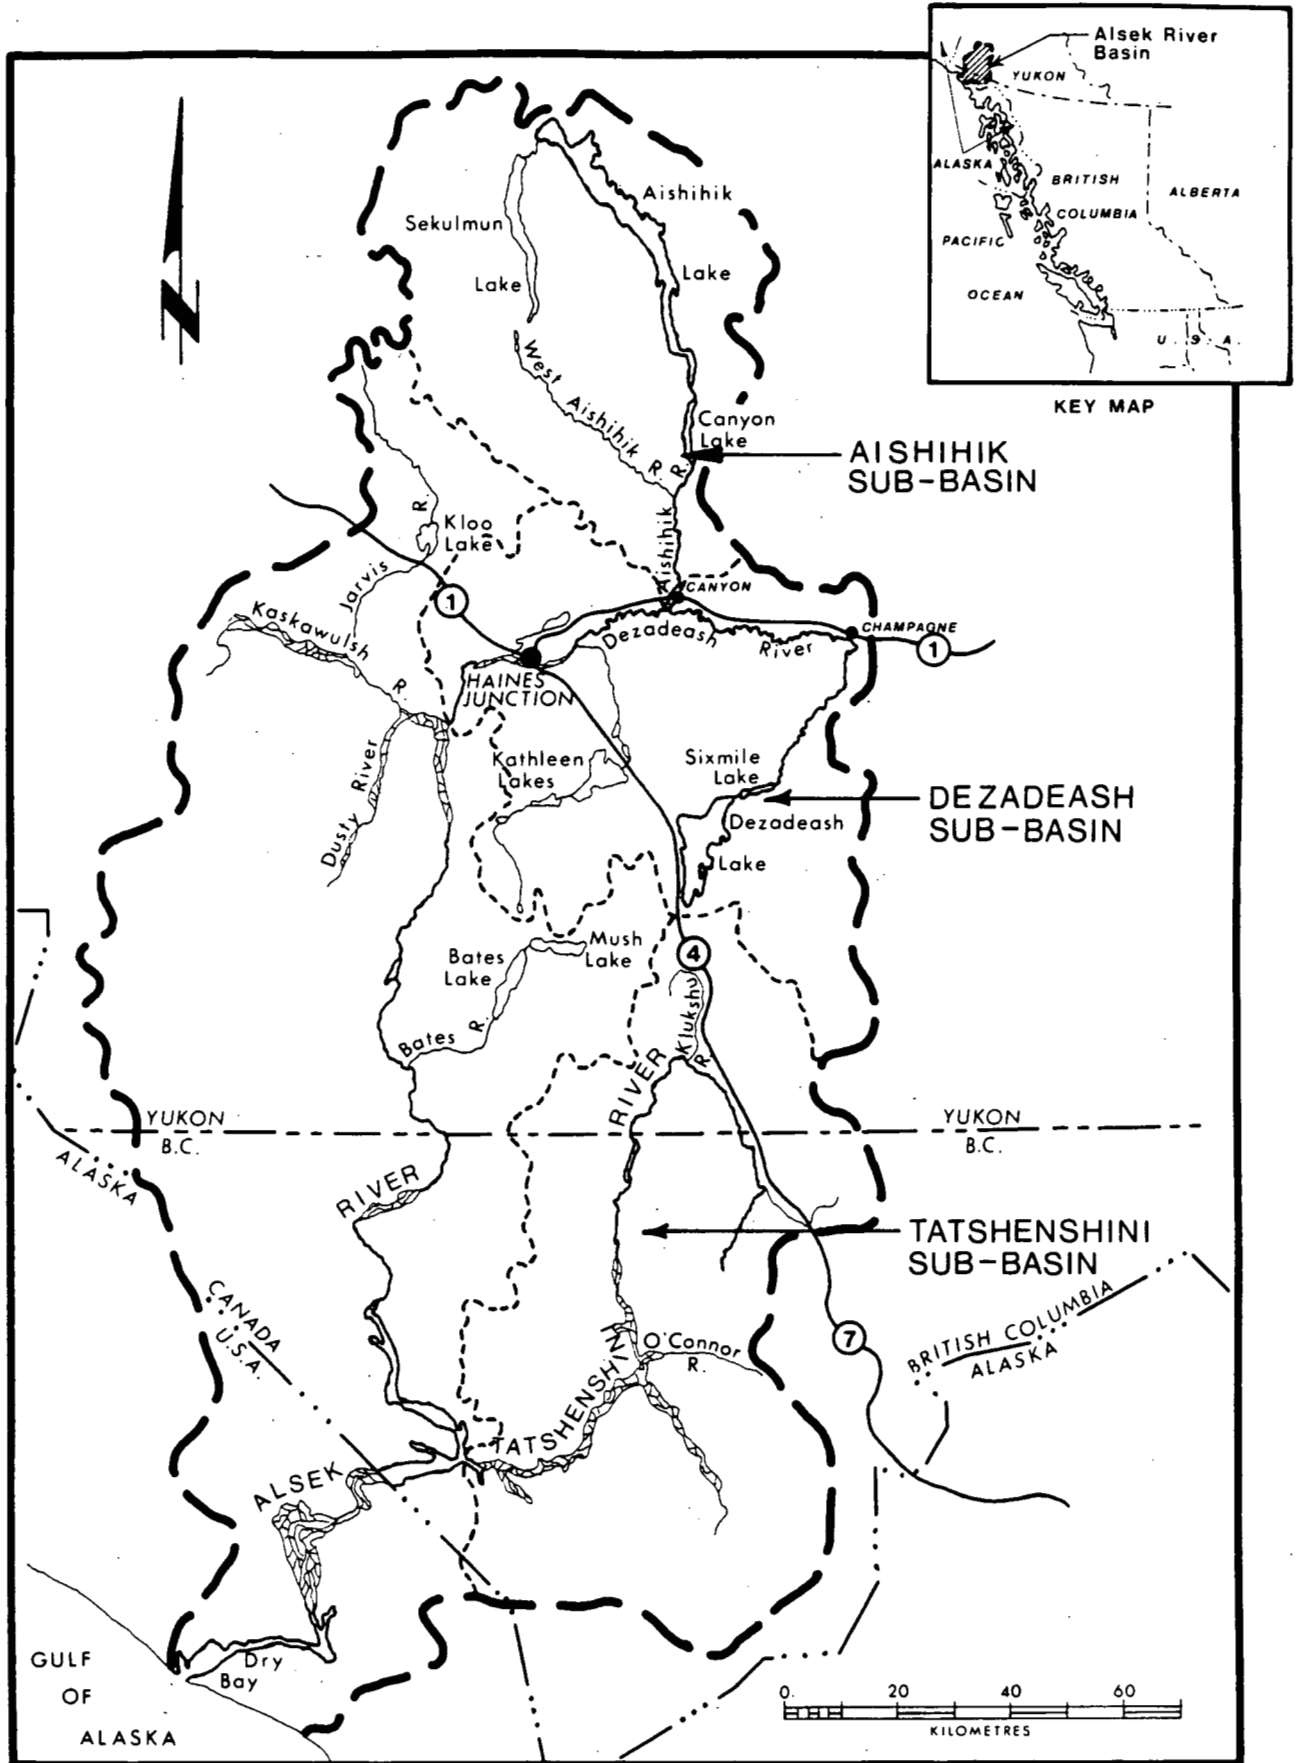 Alsek River
Basin
YUKON
ALASKA
BRITISH
COLUMBIA
ALBERTA
PACIFIC
OCEAN
U. S. A.
KEY MAP
N
Aishihik
Lake
Sekulmun
Lake
West Aishihik R.
Canyon
Lake
AISHIHIK
SUB-BASIN
Aishihik R.
Kloo
Lake
Jarvis R.
1
CANYON
CHAMPAGNE
1
Kaskawulsh R.
Dezadeash River
HAINES
JUNCTION
Dusty River
Kathleen
Lakes
Sixmile
Lake
DEZADEASH
SUB-BASIN
Dezadeash
Lake
Mush
Lake
Bates
Lake
4
Klukshu R.
Bates R.
YUKON
B.C.
YUKON
B.C.
ALASKA
RIVER
RIVER
TATSHENSHINI
SUB-BASIN
CANADA
U.S.A.
BRITISH COLUMBIA
ALASKA
7
O'Connor
R.
TATSHENSHINI
ALSEK
Dry
Bay
GULF
OF
ALASKA
0 20 40 60
KILOMETRES